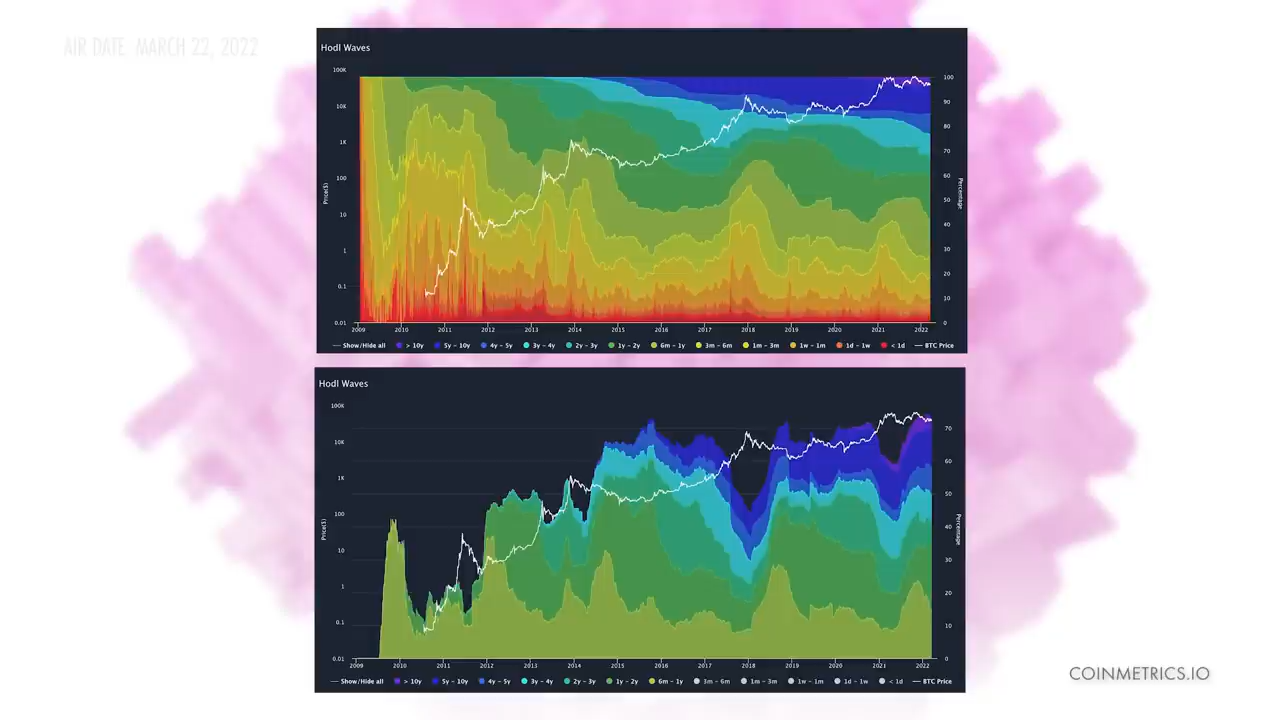 AIR DATE MARCH 22, 2022
Hodl Waves
100K
10K
1K
100
10
1
0.1
0.01
Price($)
100
90
80
70
60
50
40
30
20
10
0
Percentage
2009 2010 2011 2012 2013 2014 2015 2016 2017 2018 2019 2020 2021 2022
Show/Hide all > 10y 5y - 10y 4y - 5y 3y - 4y 2y - 3y 1y - 2y 6m - 1y 3m - 6m 1m - 3m 1w - 1m 1d - 1w < 1d BTC Price
Hodl Waves
100K
10K
1K
100
10
1
0.1
0.01
Price($)
70
60
50
40
30
20
10
0
Percentage
2009 2010 2011 2012 2013 2014 2015 2016 2017 2018 2019 2020 2021 2022
Show/Hide all > 10y 5y - 10y 4y - 5y 3y - 4y 2y - 3y 1y - 2y 6m - 1y 3m - 6m 1m - 3m 1w - 1m 1d - 1w < 1d BTC Price
COINMETRICS.IO